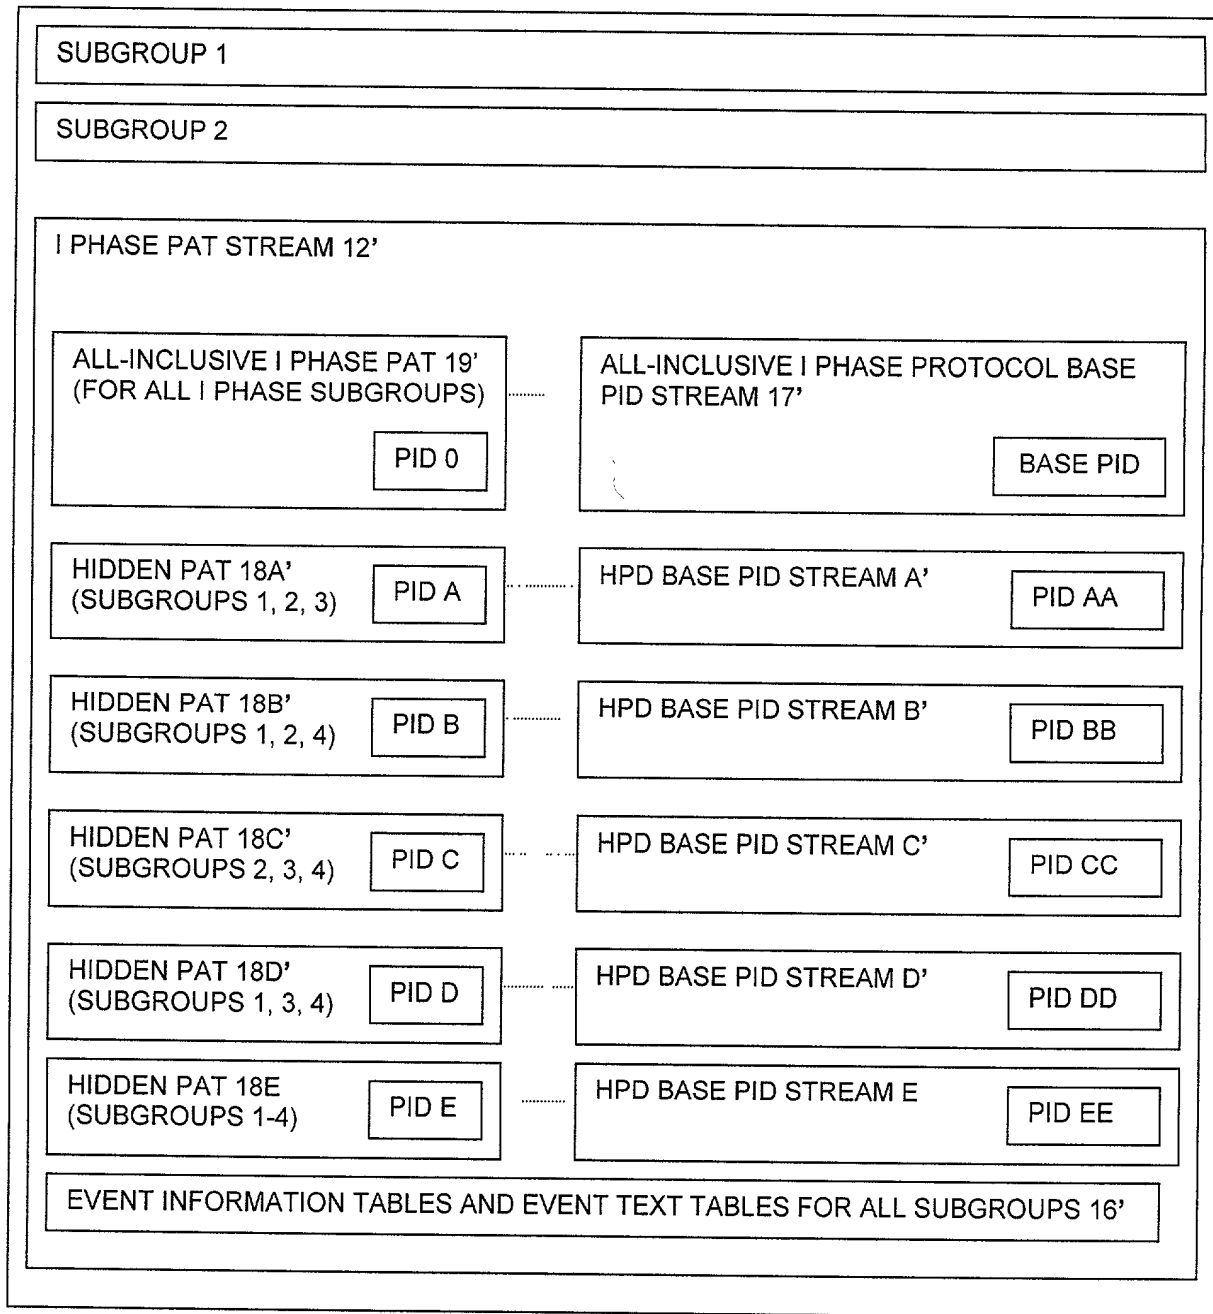 SUBGROUP 1
SUBGROUP 2
I PHASE PAT STREAM 12’
ALL-INCLUSIVE I PHASE PAT 19’
(FOR ALL I PHASE SUBGROUPS)
PID 0
ALL-INCLUSIVE I PHASE PROTOCOL BASE
PID STREAM 17’
BASE PID
HIDDEN PAT 18A’
(SUBGROUPS 1, 2, 3)
PID A
HPD BASE PID STREAM A’
PID AA
HIDDEN PAT 18B’
(SUBGROUPS 1, 2, 4)
PID B
HPD BASE PID STREAM B’
PID BB
HIDDEN PAT 18C’
(SUBGROUPS 2, 3, 4)
PID C
HPD BASE PID STREAM C’
PID CC
HIDDEN PAT 18D’
(SUBGROUPS 1, 3, 4)
PID D
HPD BASE PID STREAM D’
PID DD
HIDDEN PAT 18E
(SUBGROUPS 1-4)
PID E
HPD BASE PID STREAM E
PID EE
EVENT INFORMATION TABLES AND EVENT TEXT TABLES FOR ALL SUBGROUPS 16’